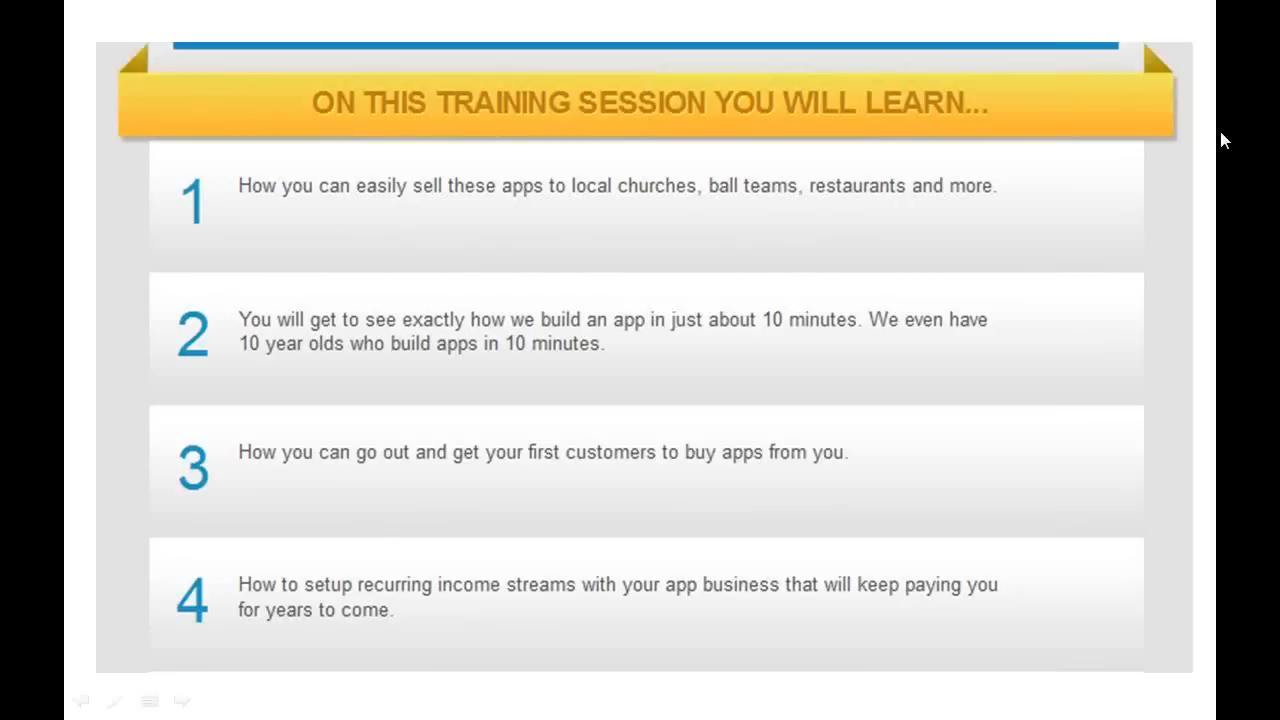 ON THIS TRAINING SESSION YOU WILL LEARN...
1
How you can easily sell these apps to local churches, ball teams, restaurants and more.
2
You will get to see exactly how we build an app in just about 10 minutes. We even have
10 year olds who build apps in 10 minutes.
3
How you can go out and get your first customers to buy apps from you.
4
How to setup recurring income streams with your app business that will keep paying you
for years to come.